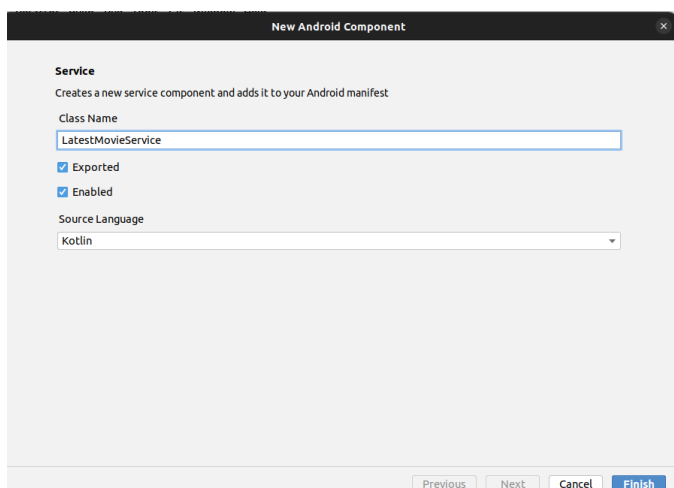 New Android Component
Service
Creates a new service component and adds it to your Android manifest
Class Name
LatestMovieService
Exported
Enabled
Source Language
Kotlin
Previous Next Cancel Finish